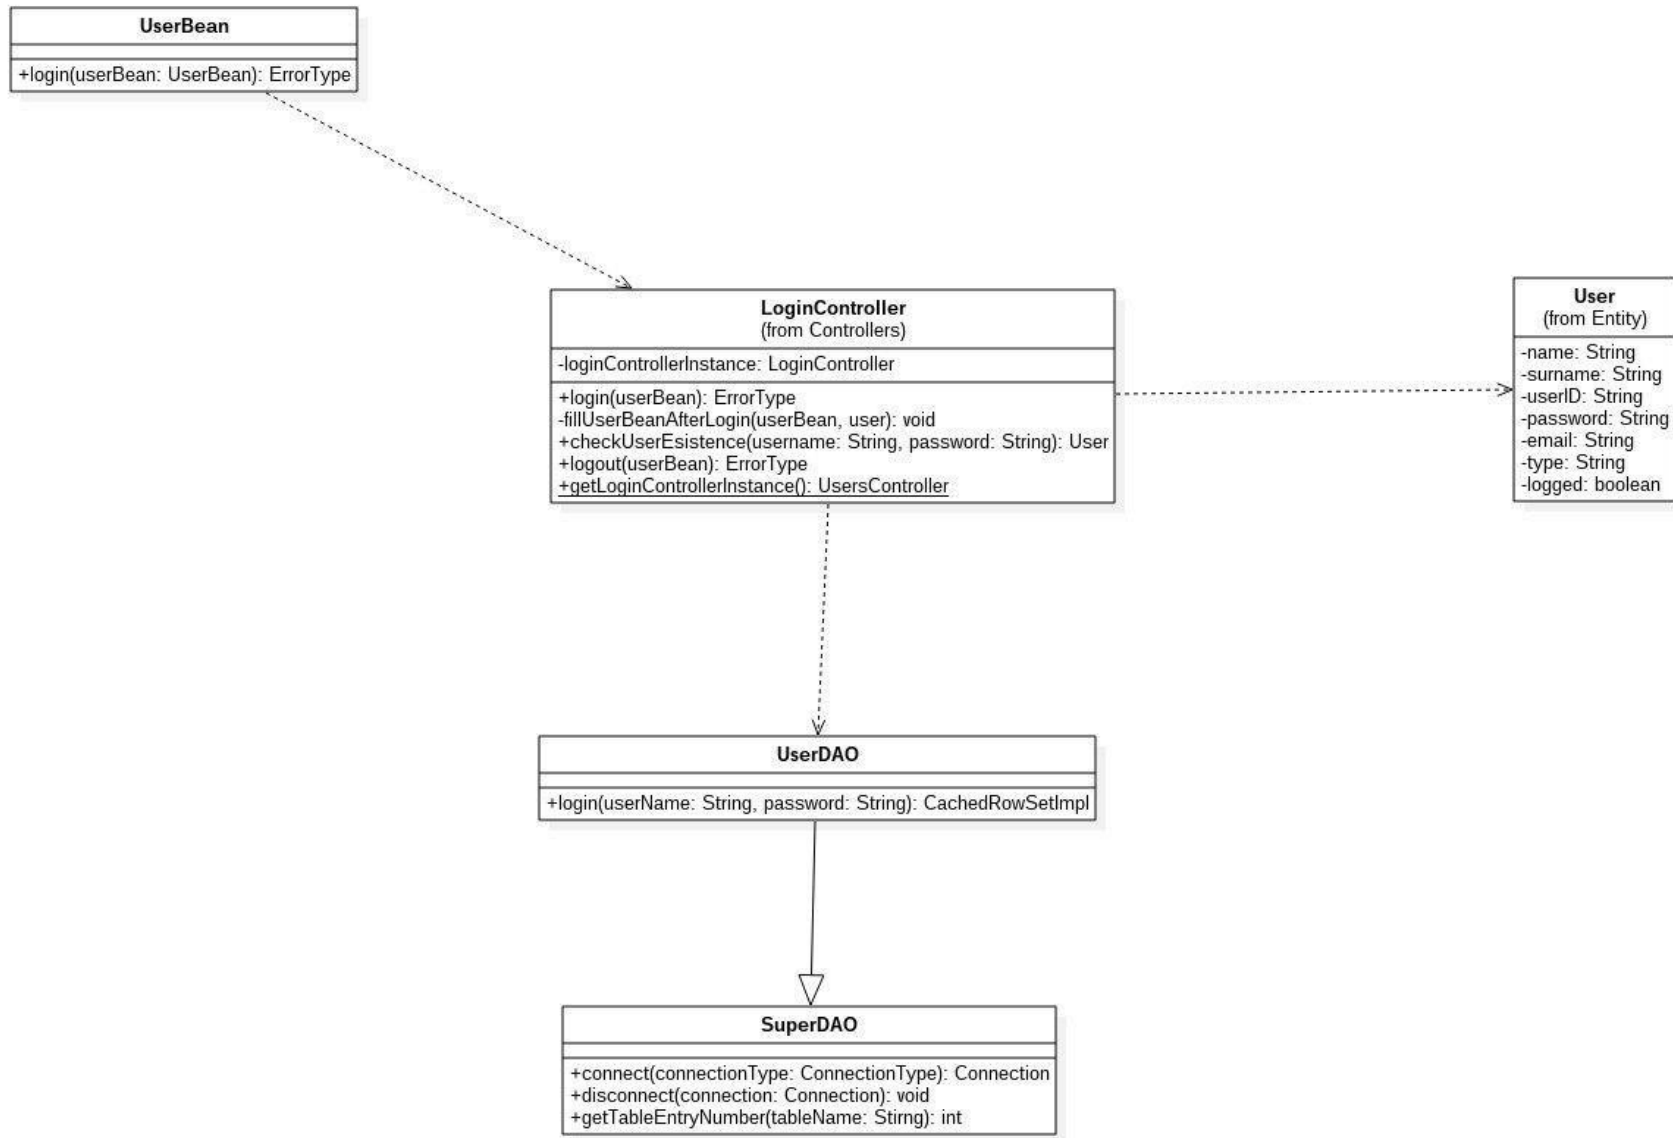 UserBean
+login(userBean: UserBean): ErrorType
LoginController
(from Controllers)
-loginControllerInstance: LoginController
+login(userBean): ErrorType
-fillUserBeanAfterLogin(userBean, user): void
+checkUserEsistence(username: String, password: String): User
+logout(userBean): ErrorType
+getLoginControllerInstance(): UsersController
User
(from Entity)
-name: String
-surname: String
-userID: String
-password: String
-email: String
-type: String
-logged: boolean
UserDAO
+login(userName: String, password: String): CachedRowSetImpl
SuperDAO
+connect(connectionType: ConnectionType): Connection
+disconnect(connection: Connection): void
+getTableEntryNumber(tableName: Stirng): int